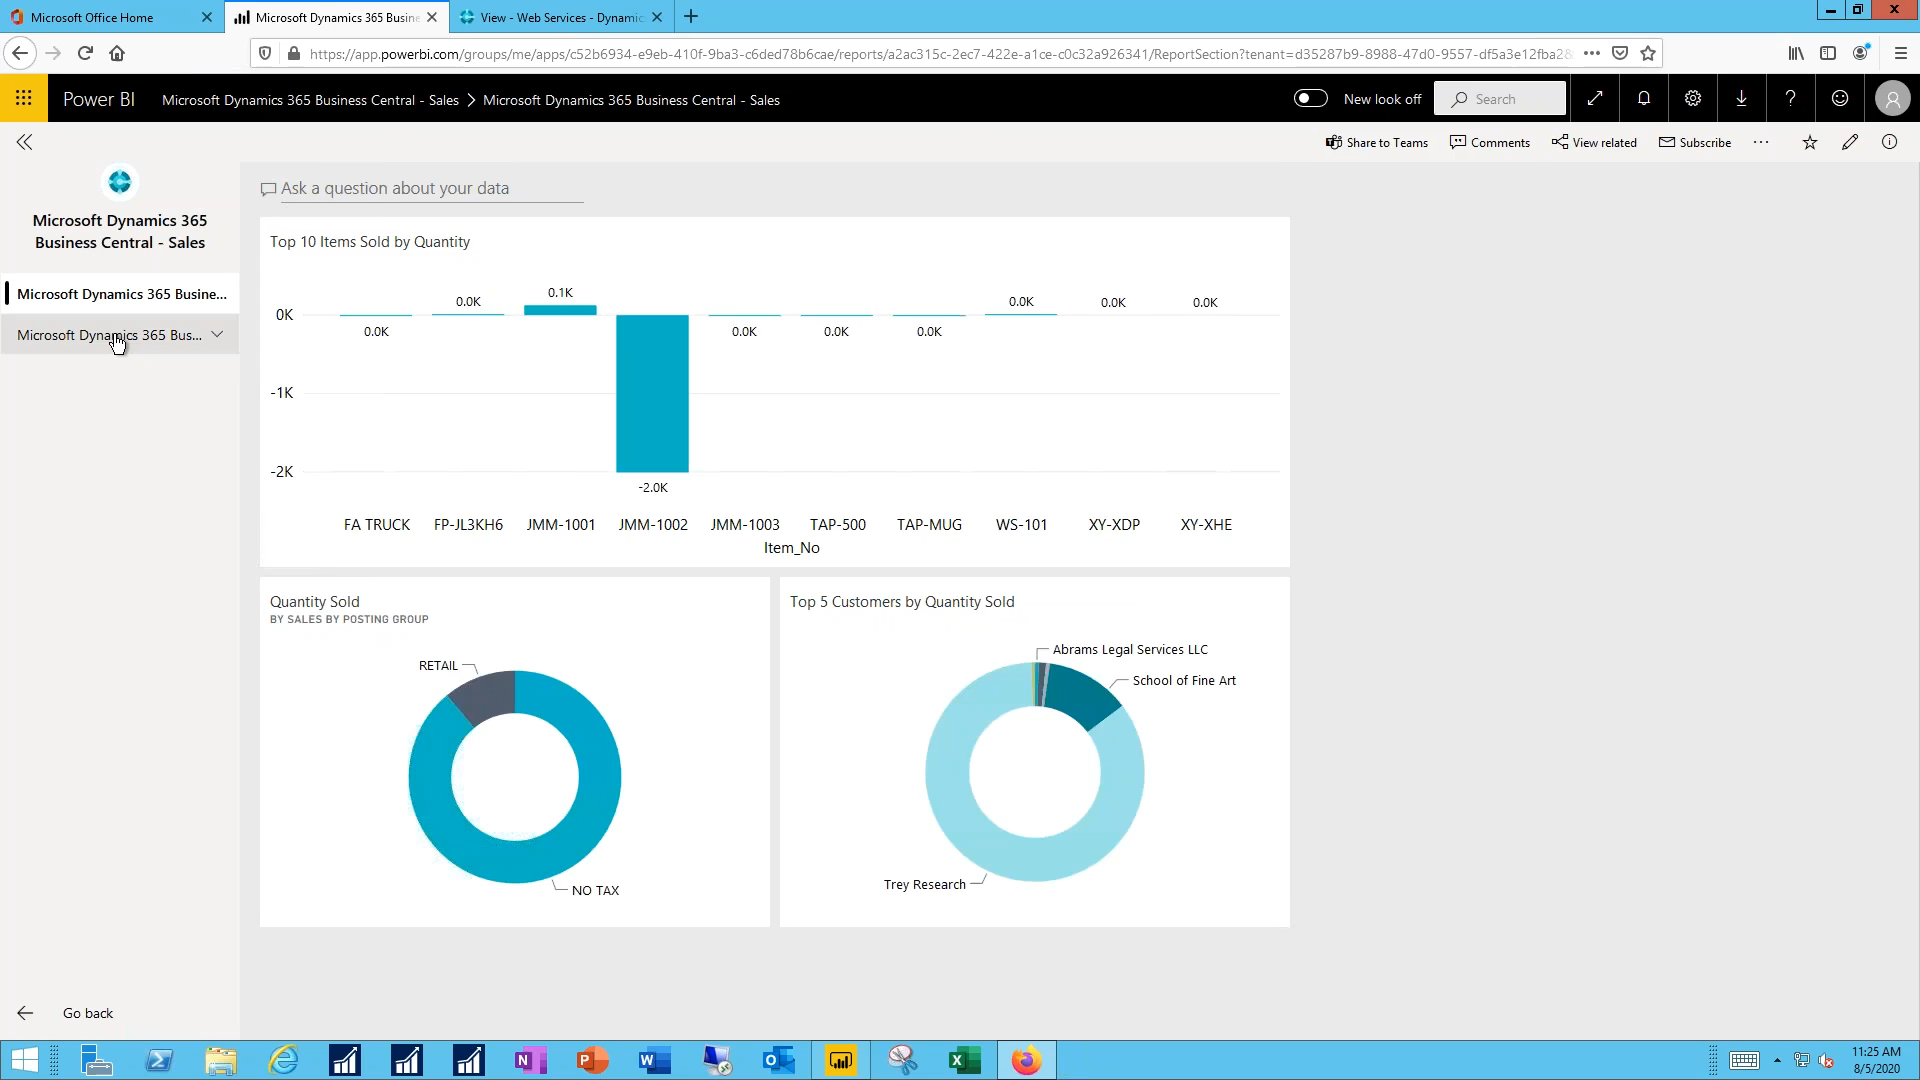 Microsoft Office Home
Microsoft Dynamics 365 Busine
View - Web Services - Dynamic
https://app.powerbi.com/groups/me/apps/c52b6934-e9eb-410f-9ba3-c6ded78b6cae/reports/a2ac315c-2ec7-422e-a1ce-c0c32a926341/ReportSection?tenant=d35287b9-8988-47d0-9557-df5a3e12fba2&
Power BI
Microsoft Dynamics 365 Business Central - Sales
Microsoft Dynamics 365 Business Central - Sales
New look off
Search
Share to Teams
Comments
View related
Subscribe
Microsoft Dynamics 365
Business Central - Sales
Microsoft Dynamics 365 Busine...
Microsoft Dynamics 365 Bus...
Go back
Ask a question about your data
Top 10 Items Sold by Quantity
0K
-1K
-2K
0.0K
0.0K
0.1K
-2.0K
0.0K
0.0K
0.0K
0.0K
0.0K
0.0K
FA TRUCK
FP-JL3KH6
JMM-1001
JMM-1002
JMM-1003
TAP-500
TAP-MUG
WS-101
XY-XDP
XY-XHE
Item_No
Quantity Sold
BY SALES BY POSTING GROUP
RETAIL
NO TAX
Top 5 Customers by Quantity Sold
Abrams Legal Services LLC
School of Fine Art
Trey Research
11:25 AM
8/5/2020